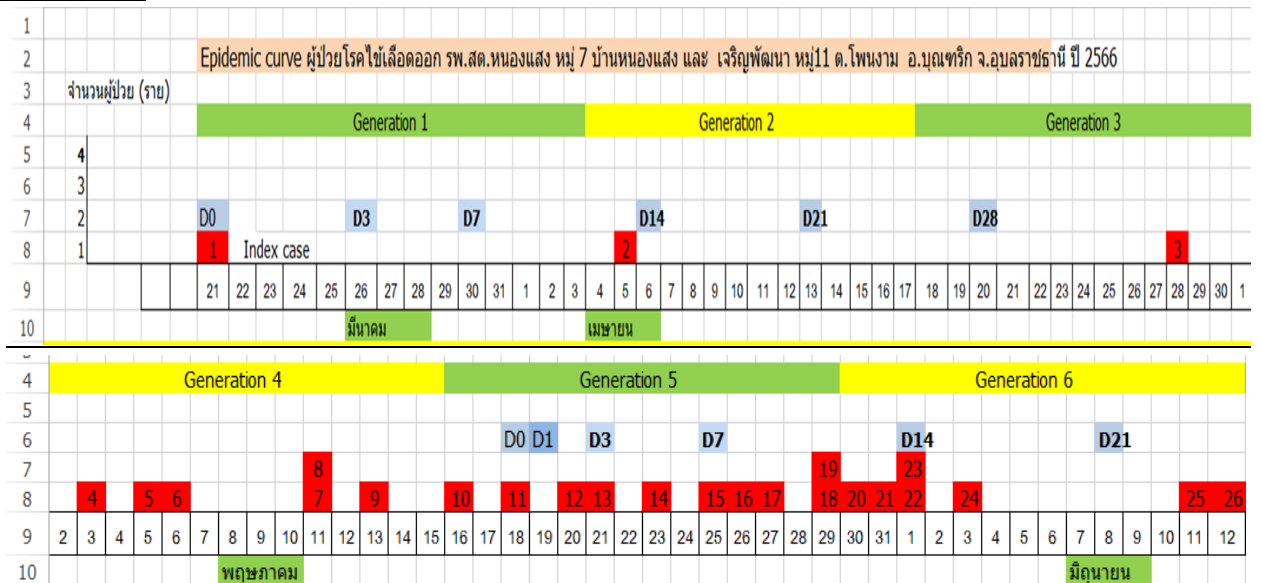 1
2 Epidemic curve ผู้ป่วยโรคไข้เลือดออก รพ.สต.หนองแสง หมู่ 7 บ้านหนองแสง และ เจริญพัฒนา หมู่11 ต.โพนงาม อ.บุณฑริก จ.อุบลราชธานี ปี 2566
3 จำนวนผู้ป่วย (ราย)
4 Generation 1 Generation 2 Generation 3
5 4
6 3
7 2 D0 D3 D7 D14 D21 D28
8 1 1 Index case 2 3
9 21 22 23 24 25 26 27 28 29 30 31 1 2 3 4 5 6 7 8 9 10 11 12 13 14 15 16 17 18 19 20 21 22 23 24 25 26 27 28 29 30 1
10 มีนาคม เมษายน
4 Generation 4 Generation 5 Generation 6
5
6 D0 D1 D3 D7 D14 D21
7 8 19 23
8 4 5 6 7 9 10 11 12 13 14 15 16 17 18 20 21 22 24 25 26
9 2 3 4 5 6 7 8 9 10 11 12 13 14 15 16 17 18 19 20 21 22 23 24 25 26 27 28 29 30 31 1 2 3 4 5 6 7 8 9 10 11 12
10 พฤษภาคม มิถุนายน